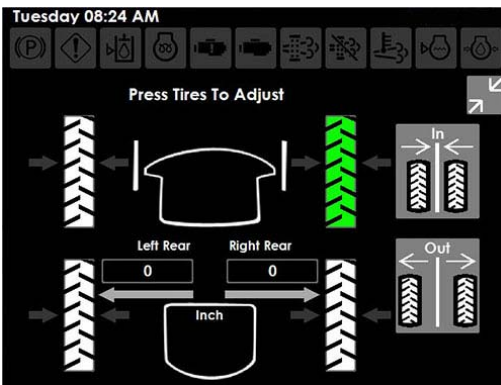 Tuesday 08:24 AM
(P)
Press Tires To Adjust
In
Left Rear Right Rear
0 0
Out
Inch